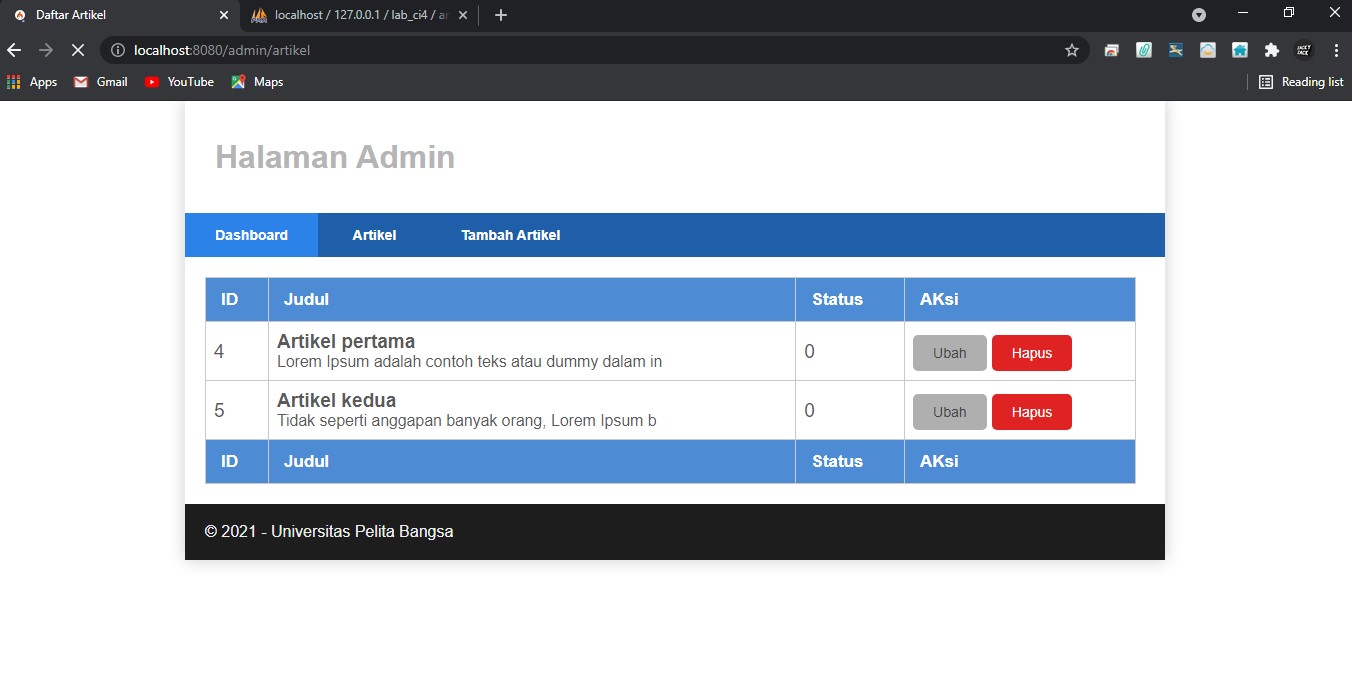 Daftar Artikel
localhost / 127.0.0.1 / lab_ci4 / ar
localhost:8080/admin/artikel
Apps Gmail YouTube Maps Reading list
Halaman Admin
Dashboard Artikel Tambah Artikel
ID Judul Status AKsi
4 Artikel pertama 0 Ubah Hapus
Lorem Ipsum adalah contoh teks atau dummy dalam in
5 Artikel kedua 0 Ubah Hapus
Tidak seperti anggapan banyak orang, Lorem Ipsum b
ID Judul Status AKsi
© 2021 - Universitas Pelita Bangsa